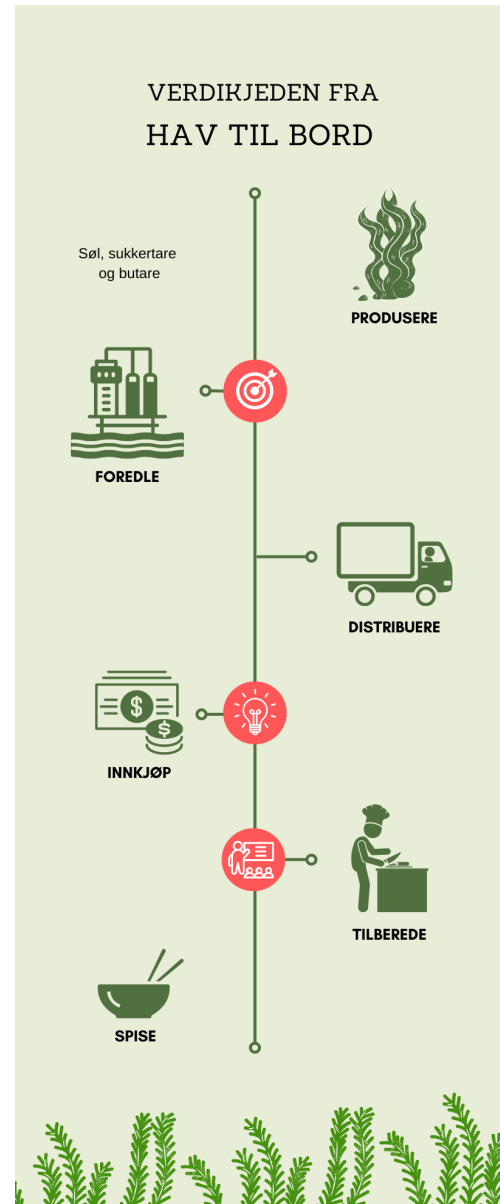 VERDIKJEDEN FRA
HAV TIL BORD
Søl, sukkertare
og butare
PRODUSERE
FOREDLE
DISTRIBUERE
$
$
INNKJØP
TILBEREDE
SPISE